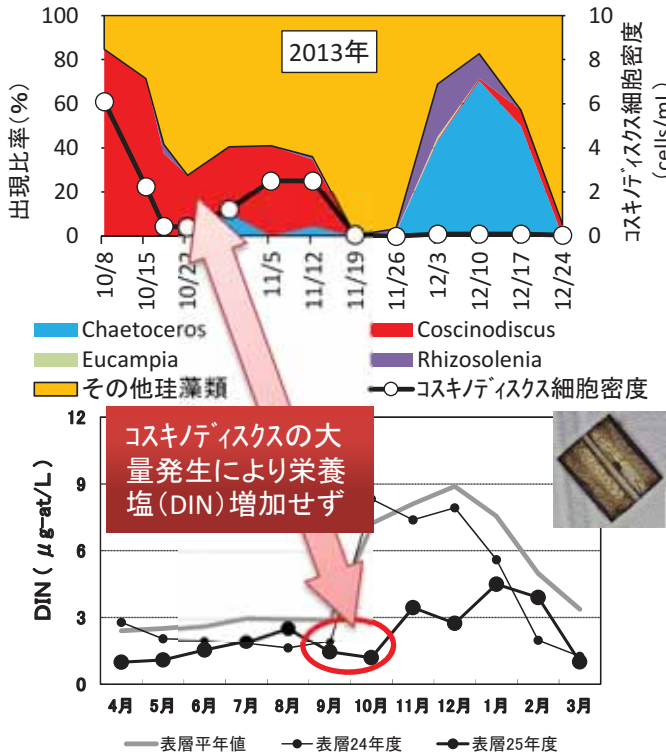 100
80
60
40
20
0
出現比率(%)
2013年
10
8
6
4
2
0
コスキノディスクス細胞密度
(cells/mL)
10/8
10/15
10/22
11/5
11/12
11/19
11/26
12/3
12/10
12/17
12/24
Chaetoceros
Coscinodiscus
Eucampia
Rhizosolenia
その他珪藻類
コスキノディスクス細胞密度
コスキノディスクスの大
量発生により栄養
塩(DIN)増加せず
12
9
6
3
0
DIN( μg-at/L)
4月 5月 6月 7月 8月 9月 10月 11月 12月 1月 2月 3月
表層平年値 表層24年度 表層25年度